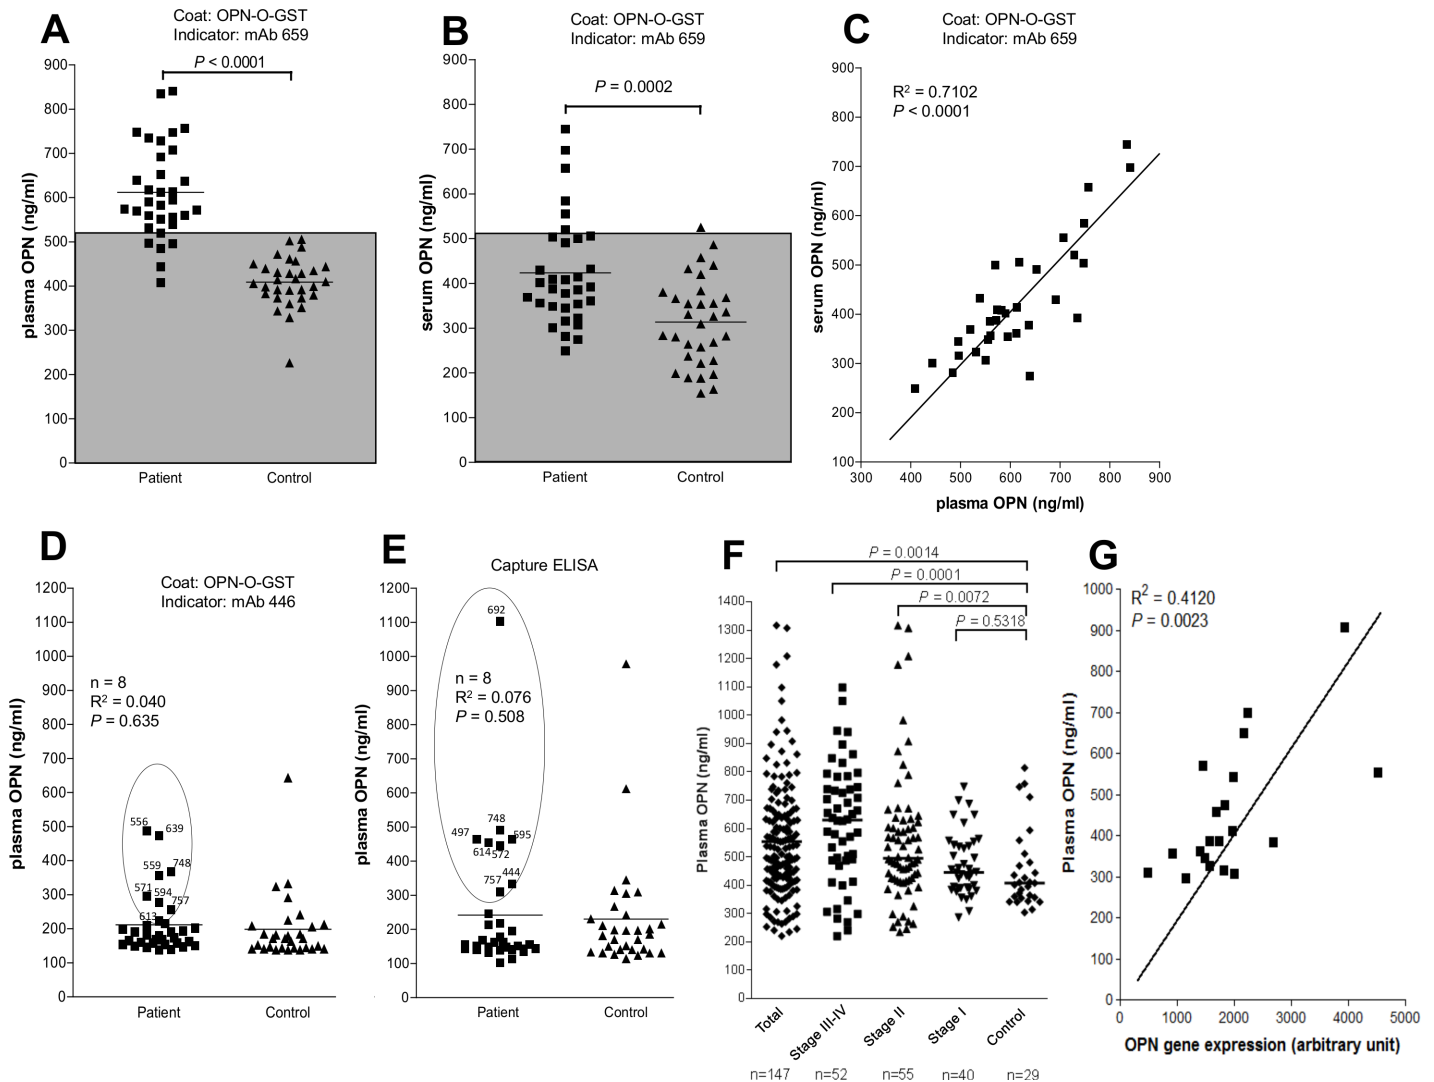 A
Coat: OPN-O-GST
Indicator: mAb 659
P < 0.0001
900
800
700
600
500
400
300
200
100
0
plasma OPN (ng/ml)
Patient
Control
B
Coat: OPN-O-GST
Indicator: mAb 659
P = 0.0002
900
800
700
600
500
400
300
200
100
0
serum OPN (ng/ml)
Patient
Control
C
Coat: OPN-O-GST
Indicator: mAb 659
R² = 0.7102
P < 0.0001
900
800
700
600
500
400
300
200
100
serum OPN (ng/ml)
300
400
500
600
700
800
900
plasma OPN (ng/ml)
D
Coat: OPN-O-GST
Indicator: mAb 446
1200
1100
1000
900
800
700
600
500
400
300
200
100
0
plasma OPN (ng/ml)
n = 8
R² = 0.040
P = 0.635
556
639
559
748
571
594
757
613
Patient
Control
E
Capture ELISA
1200
1100
1000
900
800
700
600
500
400
300
200
100
0
plasma OPN (ng/ml)
692
n = 8
R² = 0.076
P = 0.508
748
497
595
614
572
444
757
Patient
Control
F
P = 0.0014
P = 0.0001
P = 0.0072
P = 0.5318
1400
1300
1200
1100
1000
900
800
700
600
500
400
300
200
100
0
Plasma OPN (ng/ml)
Total
Stage III-IV
Stage II
Stage I
Control
n=147
n=52
n=55
n=40
n=29
G
R² = 0.4120
P = 0.0023
1000
900
800
700
600
500
400
300
200
100
0
Plasma OPN (ng/ml)
0
1000
2000
3000
4000
5000
OPN gene expression (arbitrary unit)